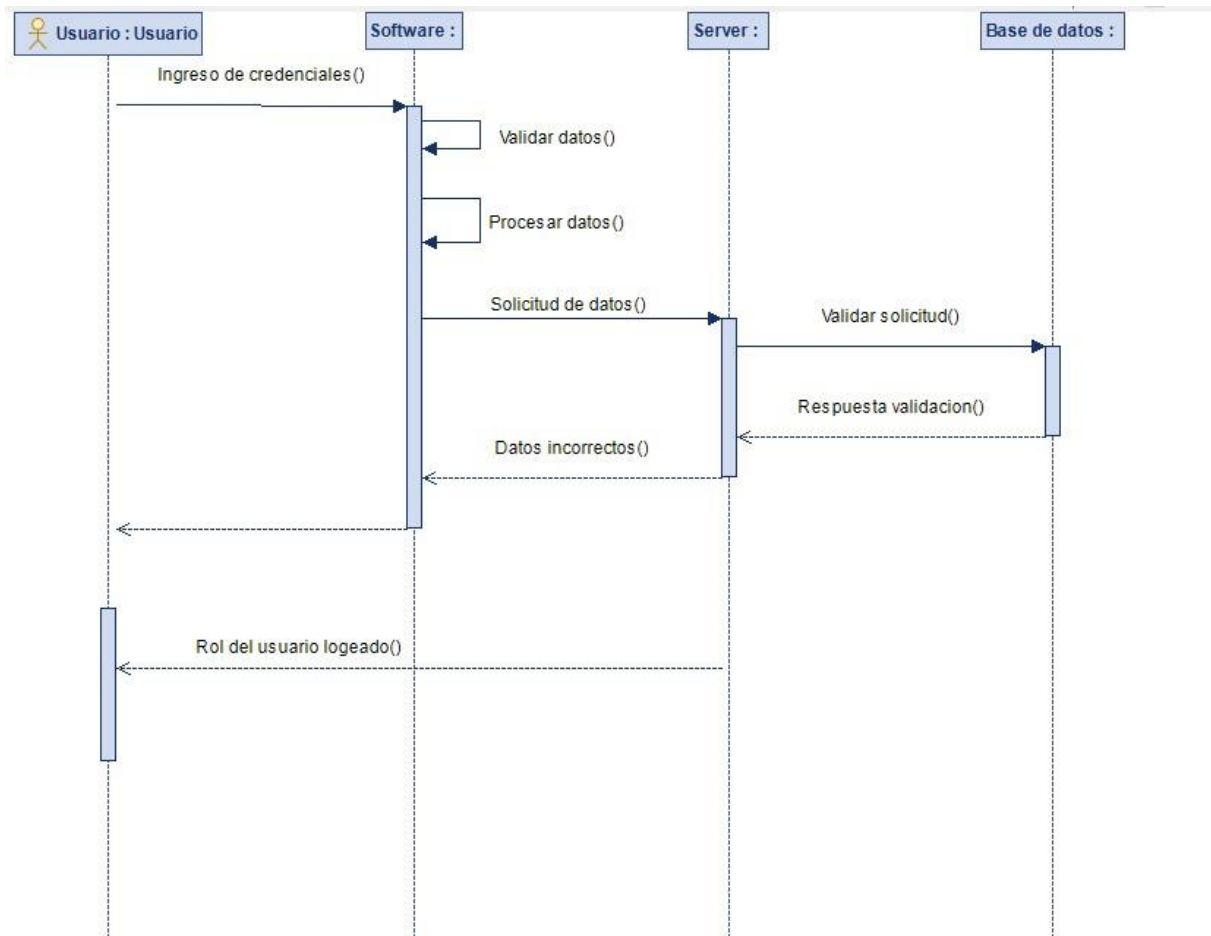 Usuario : Usuario
Software :
Server :
Base de datos :
Ingreso de credenciales()
Validar datos()
Procesar datos()
Solicitud de datos()
Validar solicitud()
Respuesta validacion()
Datos incorrectos()
Rol del usuario logeado()